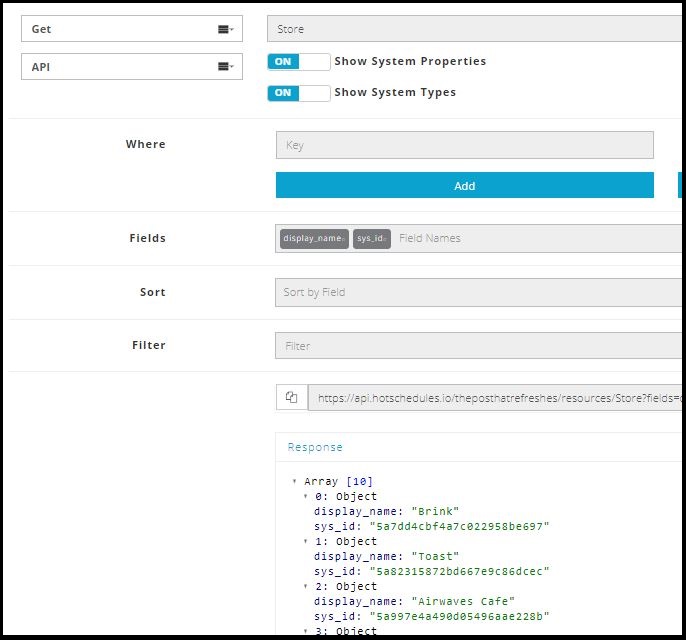 Get
Store
API
ON Show System Properties
ON Show System Types
Where
Key
Add
Fields
display_name sys_id Field Names
Sort
Sort by Field
Filter
Filter
https://api.hotschedules.io/theposthatrefreshes/resources/Store?fields=
Response
Array [10]
0: Object
display_name: "Brink"
sys_id: "5a7dd4cbf4a7c022958be697"
1: Object
display_name: "Toast"
sys_id: "5a82315872bd667e9c86dcec"
2: Object
display_name: "Airwaves Cafe"
sys_id: "5a997e4a490d05496aae228b"
3: Object